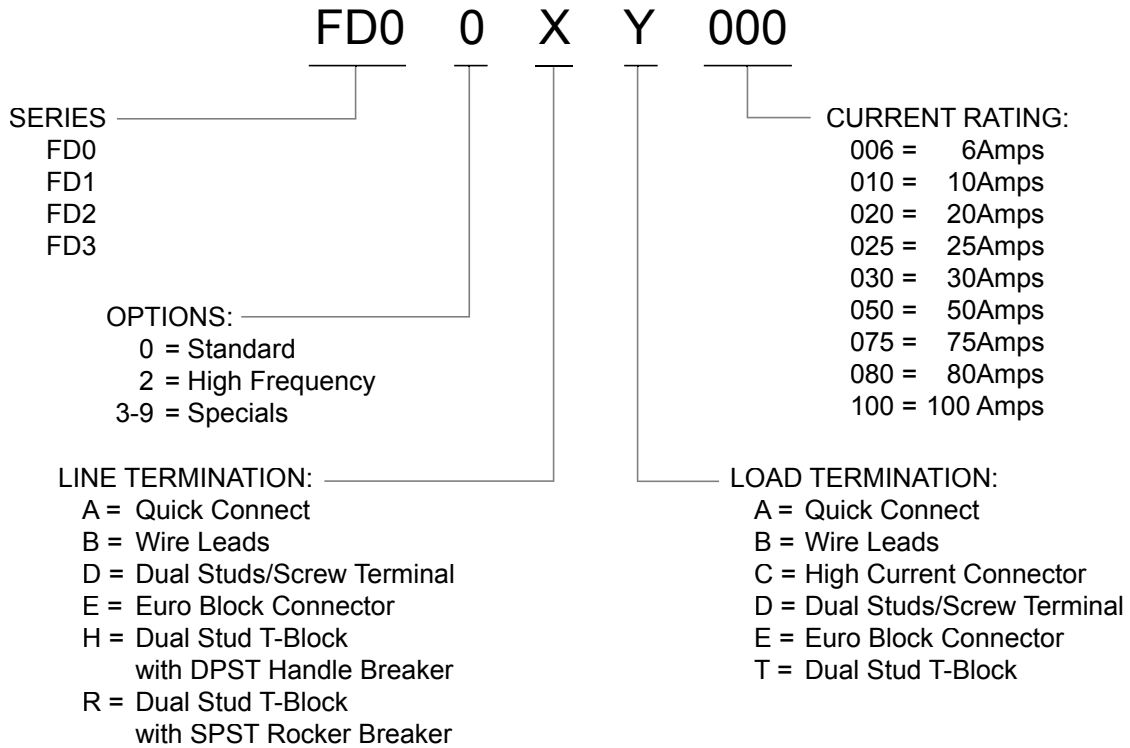 FD0 0 X Y 000
SERIES
FD0
FD1
FD2
FD3
CURRENT RATING:
006 = 6Amps
010 = 10Amps
020 = 20Amps
025 = 25Amps
030 = 30Amps
050 = 50Amps
075 = 75Amps
080 = 80Amps
100 = 100 Amps
OPTIONS:
0 = Standard
2 = High Frequency
3-9 = Specials
LINE TERMINATION:
A = Quick Connect
B = Wire Leads
D = Dual Studs/Screw Terminal
E = Euro Block Connector
H = Dual Stud T-Block
with DPST Handle Breaker
R = Dual Stud T-Block
with SPST Rocker Breaker
LOAD TERMINATION:
A = Quick Connect
B = Wire Leads
C = High Current Connector
D = Dual Studs/Screw Terminal
E = Euro Block Connector
T = Dual Stud T-Block